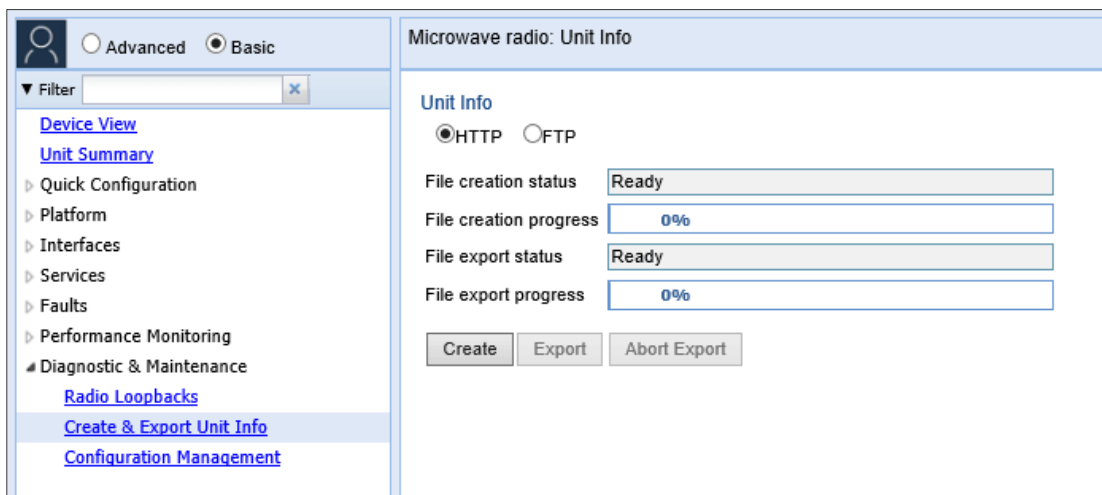 Advanced Basic
Filter
Device View
Unit Summary
Quick Configuration
Platform
Interfaces
Services
Faults
Performance Monitoring
Diagnostic & Maintenance
Radio Loopbacks
Create & Export Unit Info
Configuration Management
Microwave radio: Unit Info
Unit Info
HTTP FTP
File creation status Ready
File creation progress 0%
File export status Ready
File export progress 0%
Create Export Abort Export